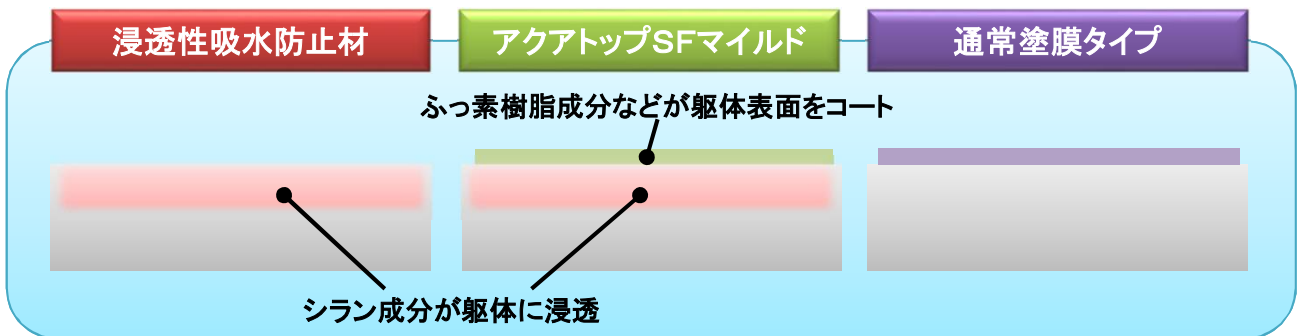 浸透性吸水防止材
アクアトップSFマイルド
通常塗膜タイプ
ふっ素樹脂成分などが躯体表面をコート
シラン成分が躯体に浸透